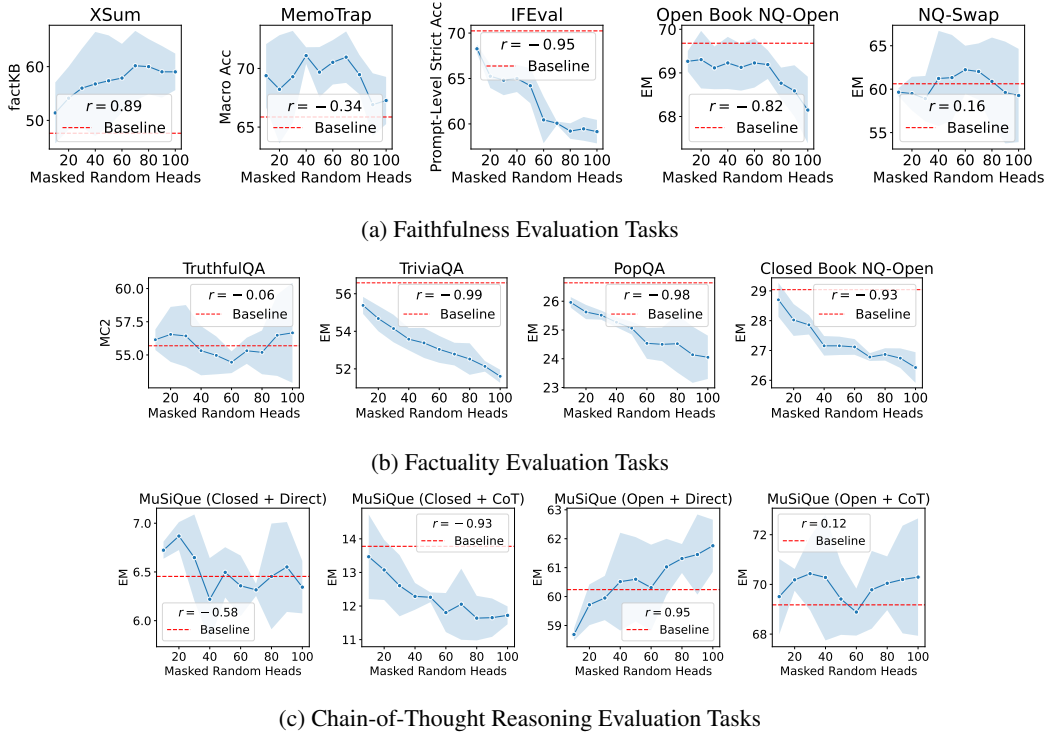 XSum
factKB
60
50
r = 0.89
Baseline
20 40 60 80 100
Masked Random Heads
MemoTrap
Macro Acc
70
65
r = −0.34
Baseline
20 40 60 80 100
Masked Random Heads
IFEval
Prompt-Level Strict Acc
70
65
60
r = −0.95
Baseline
20 40 60 80 100
Masked Random Heads
Open Book NQ-Open
EM
69
68
r = −0.82
Baseline
20 40 60 80 100
Masked Random Heads
NQ-Swap
EM
65
60
55
r = 0.16
Baseline
20 40 60 80 100
Masked Random Heads
(a) Faithfulness Evaluation Tasks
TruthfulQA
MC2
60.0
57.5
55.0
r = −0.06
Baseline
20 40 60 80 100
Masked Random Heads
TriviaQA
EM
56
54
52
r = −0.99
Baseline
20 40 60 80 100
Masked Random Heads
PopQA
EM
26
25
24
23
r = −0.98
Baseline
20 40 60 80 100
Masked Random Heads
Closed Book NQ-Open
EM
29
28
27
26
r = −0.93
Baseline
20 40 60 80 100
Masked Random Heads
(b) Factuality Evaluation Tasks
MuSiQue (Closed + Direct)
EM
7.0
6.5
6.0
r = −0.58
Baseline
20 40 60 80 100
Masked Random Heads
MuSiQue (Closed + CoT)
EM
14
13
12
11
r = −0.93
Baseline
20 40 60 80 100
Masked Random Heads
MuSiQue (Open + Direct)
EM
63
62
61
60
59
r = 0.95
Baseline
20 40 60 80 100
Masked Random Heads
MuSiQue (Open + CoT)
EM
72
70
68
r = 0.12
Baseline
20 40 60 80 100
Masked Random Heads
(c) Chain-of-Thought Reasoning Evaluation Tasks